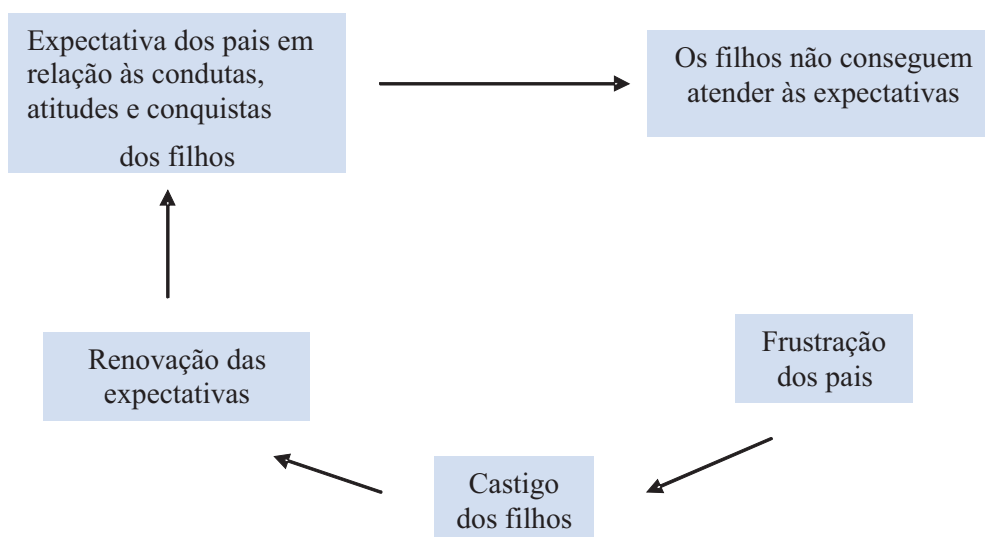 Expectativa dos pais em
relação às condutas,
atitudes e conquistas
dos filhos
Os filhos não conseguem
atender às expectativas
Frustração
dos pais
Castigo
dos filhos
Renovação das
expectativas